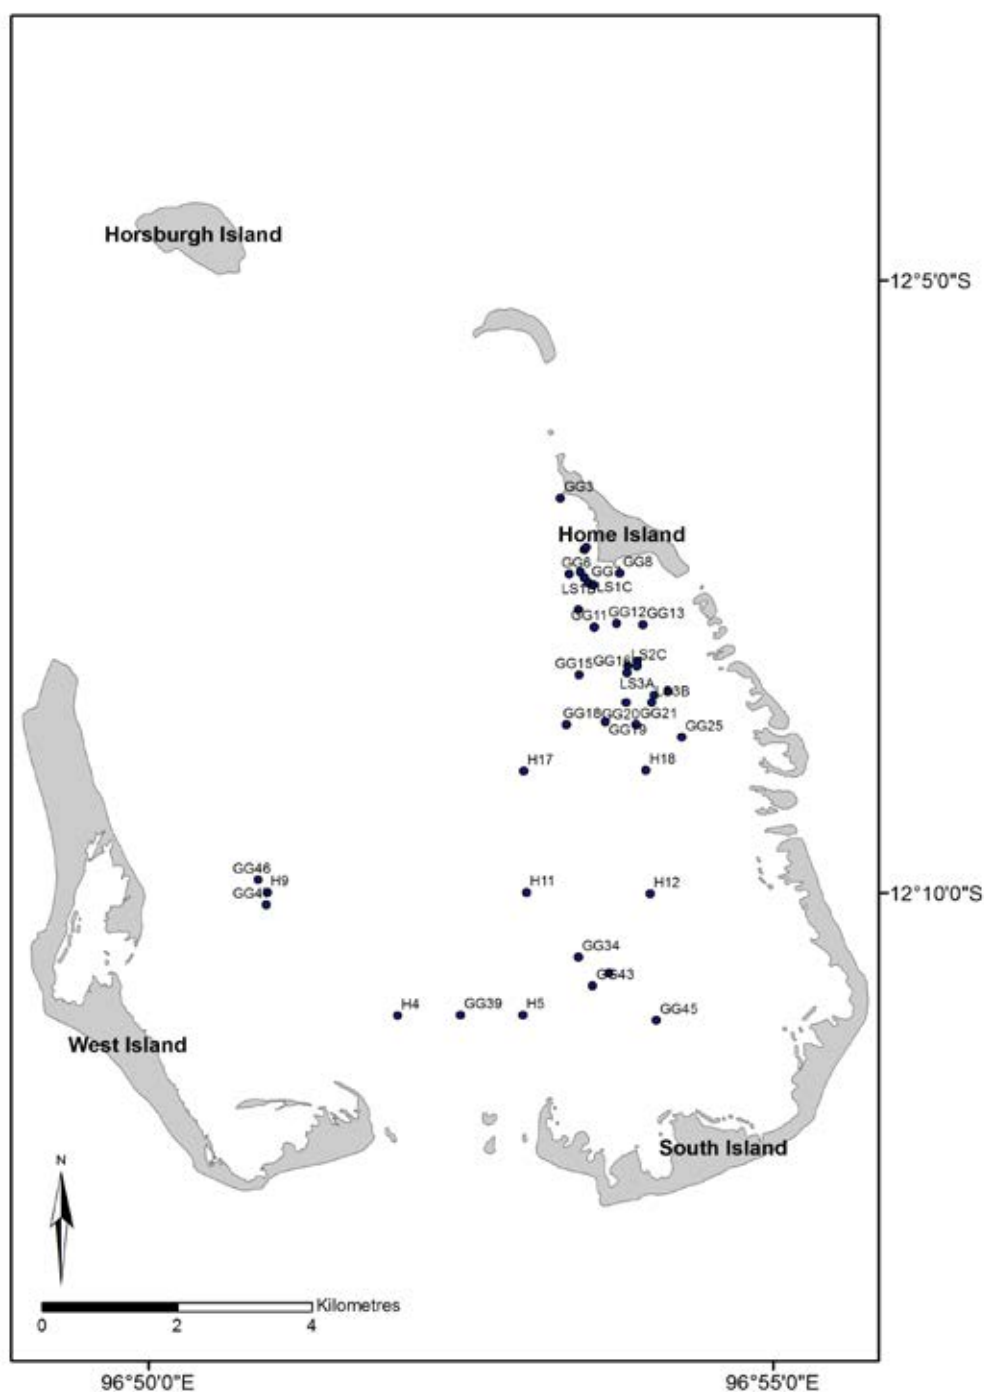 Horsburgh Island
12°5'0"S
GG3
Home Island
GG6
GG8
LS1C
GG11
GG12
GG13
LS2C
GG15
LS3A
GG18
GG20
GG21
GG19
GG25
H17
H18
GG46
H9
H11
H12
12°10'0"S
GG34
GG43
H4
GG39
H5
GG45
West Island
South Island
N
Kilometres
0
2
4
96°50'0"E
96°55'0"E